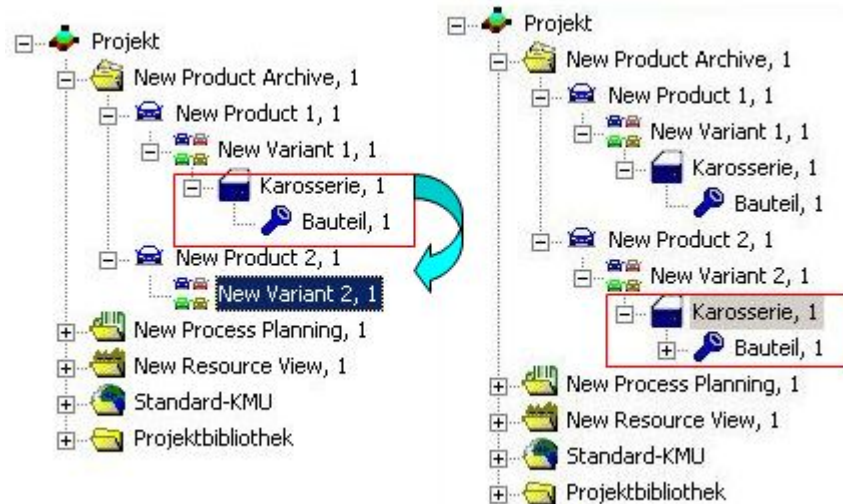 Projekt
New Product Archive, 1
New Product 1, 1
New Variant 1, 1
Karosserie, 1
Bauteil, 1
New Product 2, 1
New Variant 2, 1
New Process Planning, 1
New Resource View, 1
Standard-KMU
Projektbibliothek
Projekt
New Product Archive, 1
New Product 1, 1
New Variant 1, 1
Karosserie, 1
Bauteil, 1
New Product 2, 1
New Variant 2, 1
Karosserie, 1
Bauteil, 1
New Process Planning, 1
New Resource View, 1
Standard-KMU
Projektbibliothek